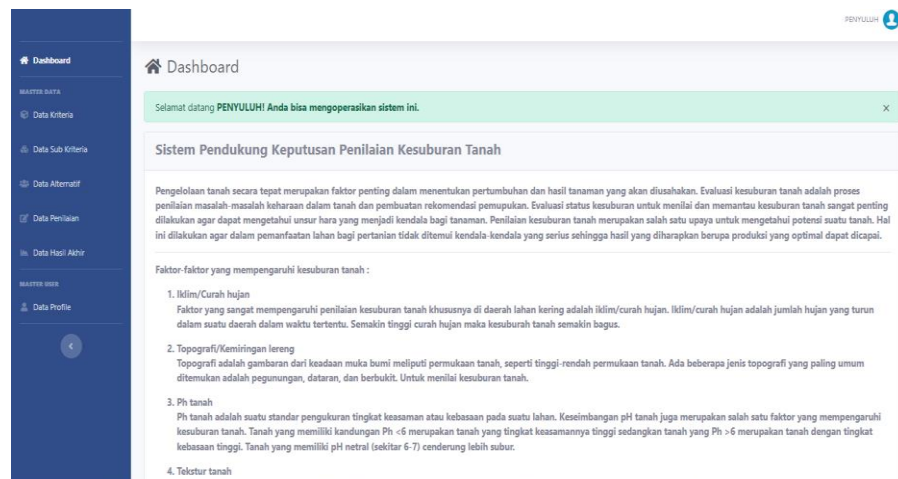 PENYULUH
Dashboard
MASTER DATA
Data Kriteria
Data Sub Kriteria
Data Alternatif
Data Penilaian
Data Hasil Akhir
MASTER USER
Data Profile
Dashboard
Selamat datang PENYULUH! Anda bisa mengoperasikan sistem ini.
Sistem Pendukung Keputusan Penilaian Kesuburan Tanah
Pengelolaan tanah secara tepat merupakan faktor penting dalam menentukan pertumbuhan dan hasil tanaman yang akan diusahakan. Evaluasi kesuburan tanah adalah proses
penilaian masalah-masalah keharaan dalam tanah dan pembuatan rekomendasi pemupukan. Evaluasi status kesuburan untuk menilai dan memantau kesuburan tanah sangat penting
dilakukan agar dapat mengetahui unsur hara yang menjadi kendala bagi tanaman. Penilaian kesuburan tanah merupakan salah satu upaya untuk mengetahui potensi suatu tanah. Hal
ini dilakukan agar dalam pemanfaatan lahan bagi pertanian tidak ditemui kendala-kendala yang serius sehingga hasil yang diharapkan berupa produksi yang optimal dapat dicapai.
Faktor-faktor yang mempengaruhi kesuburan tanah :
1. Iklim/Curah hujan
Faktor yang sangat mempengaruhi penilaian kesuburan tanah khususnya di daerah lahan kering adalah iklim/curah hujan. Iklim/curah hujan adalah jumlah hujan yang turun
dalam suatu daerah dalam waktu tertentu. Semakin tinggi curah hujan maka kesuburah tanah semakin bagus.
2. Topografi/Kemiringan lereng
Topografi adalah gambaran dari keadaan muka bumi meliputi permukaan tanah, seperti tinggi-rendah permukaan tanah. Ada beberapa jenis topografi yang paling umum
ditemukan adalah pegunungan, dataran, dan berbukit. Untuk menilai kesuburan tanah.
3. Ph tanah
Ph tanah adalah suatu standar pengukuran tingkat keasaman atau kebasaan pada suatu lahan. Keseimbangan pH tanah juga merupakan salah satu faktor yang mempengaruhi
kesuburan tanah. Tanah yang memiliki kandungan Ph <6 merupakan tanah yang tingkat keasamannya tinggi sedangkan tanah yang Ph >6 merupakan tanah dengan tingkat
kebasaan tinggi. Tanah yang memiliki pH netral (sekitar 6-7) cenderung lebih subur.
4. Tekstur tanah